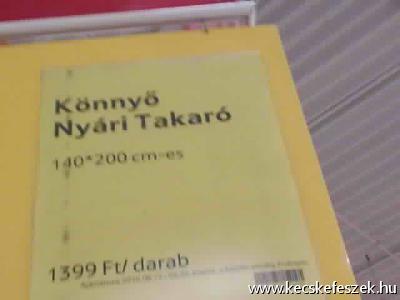 Könnyő
Nyári Takaró
140*200 cm-es
1399 Ft/ darab
www.kecskefeszek.hu